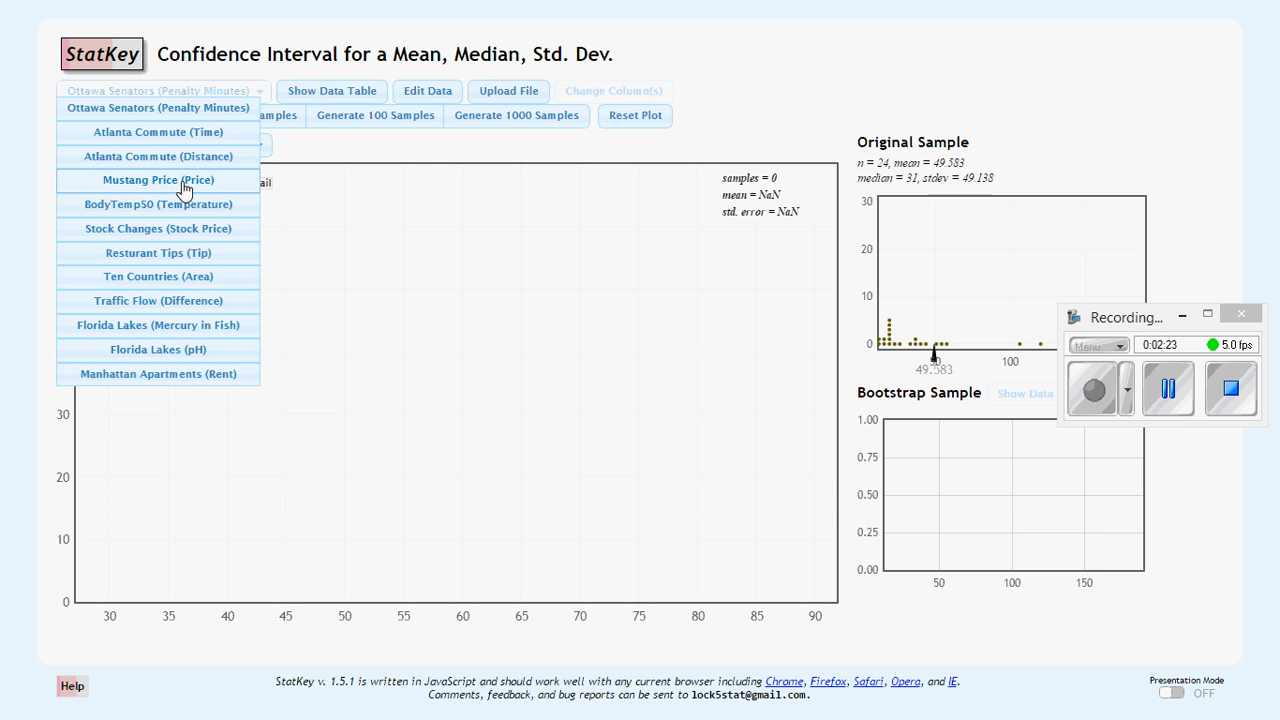 StatKey Confidence Interval for a Mean, Median, Std. Dev.
Ottawa Senators (Penalty Minutes) Show Data Table Edit Data Upload File Change Column(s)
Ottawa Senators (Penalty Minutes)
Atlanta Commute (Time)
Atlanta Commute (Distance)
Mustang Price (Price)
BodyTemp50 (Temperature)
Stock Changes (Stock Price)
Resturant Tips (Tip)
Ten Countries (Area)
Traffic Flow (Difference)
Florida Lakes (Mercury in Fish)
Florida Lakes (pH)
Manhattan Apartments (Rent)
amples Generate 100 Samples Generate 1000 Samples Reset Plot
ail
samples = 0
mean = NaN
std. error = NaN
30
20
10
0
30 35 40 45 50 55 60 65 70 75 80 85 90
Original Sample
n = 24, mean = 49.583
median = 31, stdev = 49.138
30
20
10
0
100
49.583
Bootstrap Sample Show Data
1.00
0.75
0.50
0.25
0.00
50 100 150
Recording...
Menu 0:02:23 5.0 fps
Help
StatKey v. 1.5.1 is written in JavaScript and should work well with any current browser including Chrome, Firefox, Safari, Opera, and IE.
Comments, feedback, and bug reports can be sent to lock5stat@gmail.com.
Presentation Mode
OFF